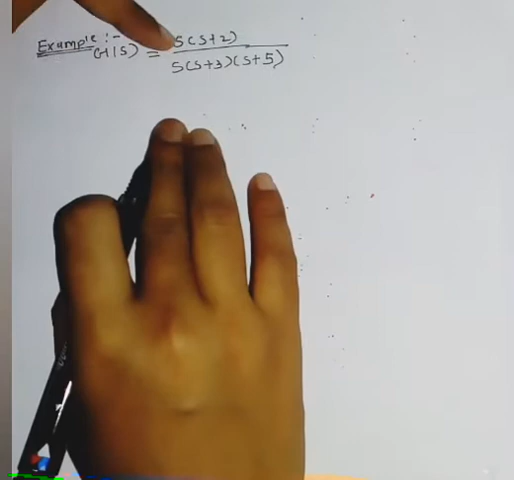 Example :-
G(s) = 5(s+2)
s(s+3)(s+5)